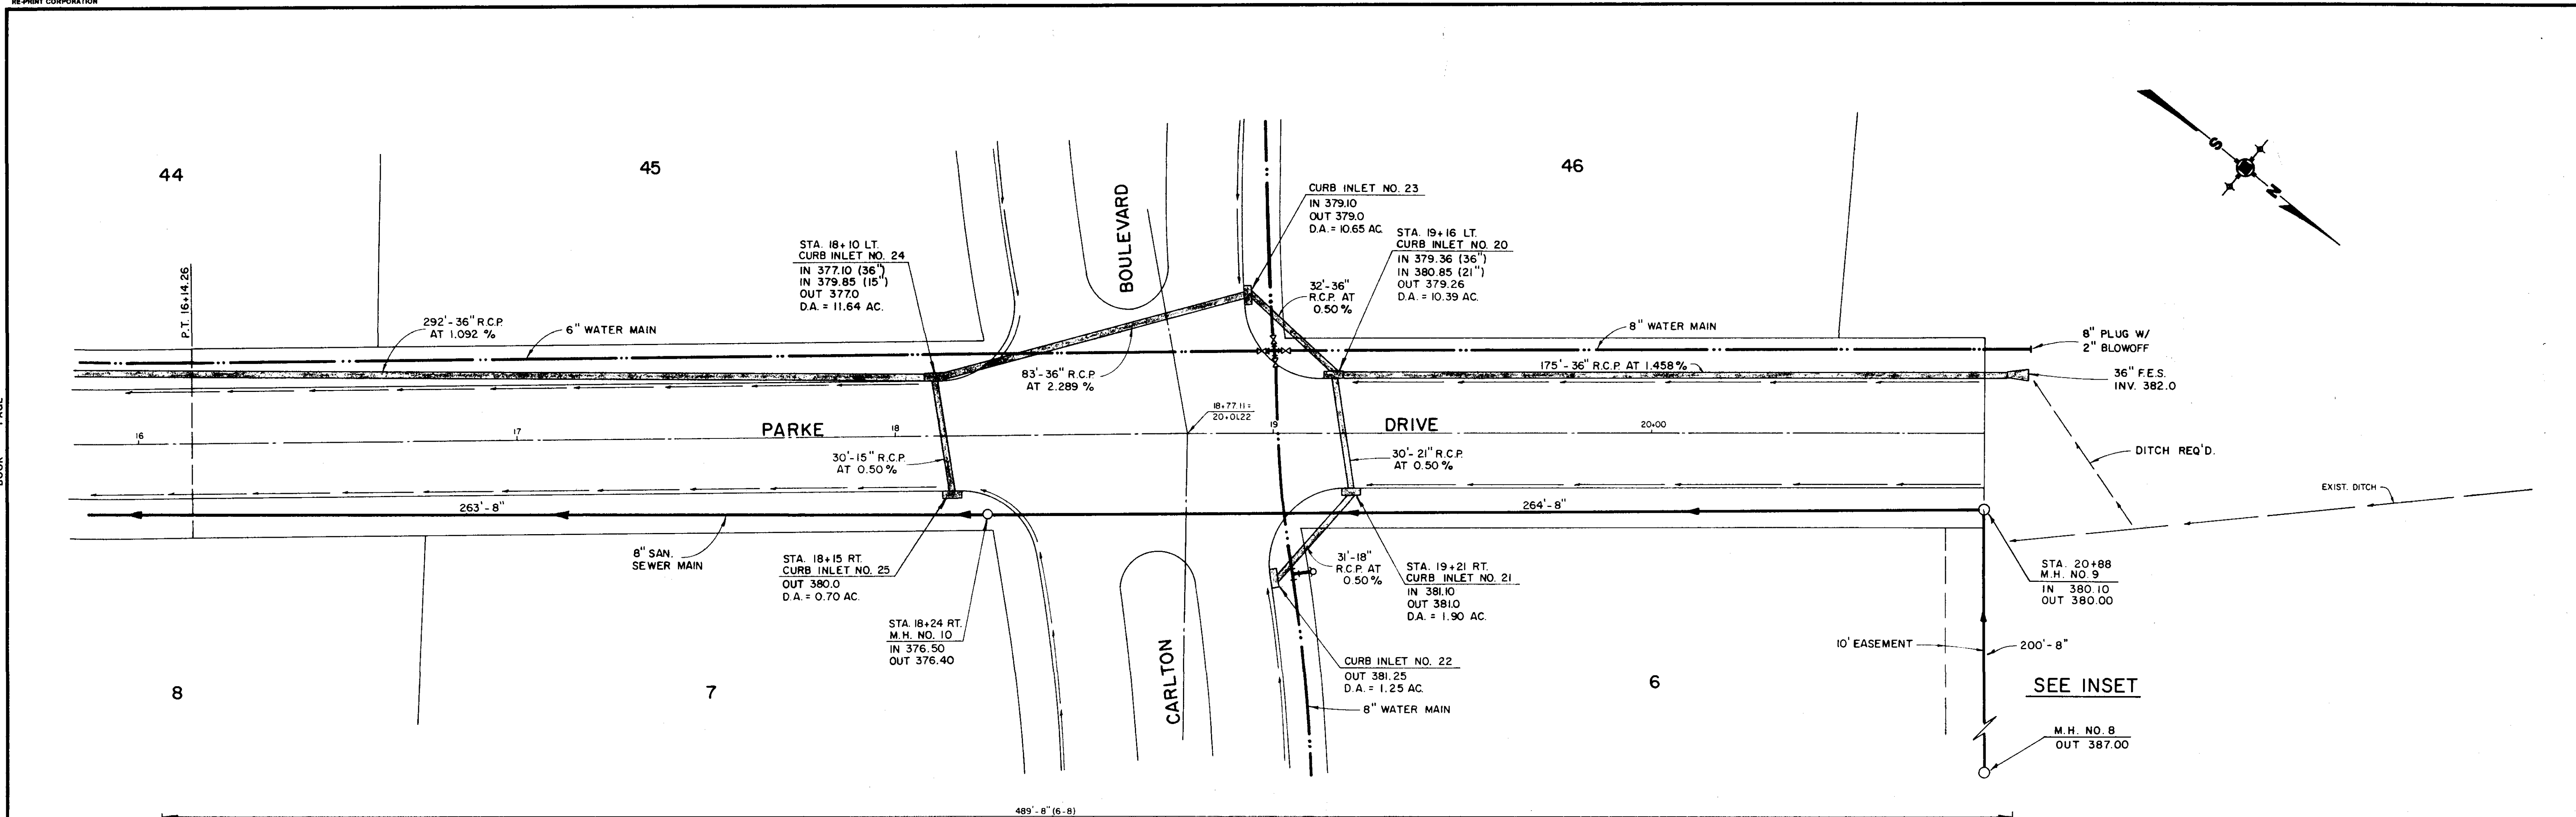 RE-PRINT CORPORATION
44
45
46
S
N
P.T. 16+14.26
292'-36" R.C.P.
AT 1.092 %
6" WATER MAIN
STA. 18+10 LT.
CURB INLET NO. 24
IN 377.10 (36")
IN 379.85 (15")
OUT 377.0
D.A. = 11.64 AC.
BOULEVARD
CURB INLET NO. 23
IN 379.10
OUT 379.0
D.A. = 10.65 AC.
STA. 19+16 LT.
CURB INLET NO. 20
IN 379.36 (36")
IN 380.85 (21")
OUT 379.26
D.A. = 10.39 AC.
32'-36"
R.C.P. AT
0.50 %
8" WATER MAIN
8" PLUG W/
2" BLOWOFF
83'-36" R.C.P
AT 2.289 %
175'-36" R.C.P. AT 1.458 %
36" F.E.S.
INV. 382.0
16
17
PARKE
18
18+77.11=
20+01.22
19
DRIVE
20+00
30'-15" R.C.P.
AT 0.50 %
30'-21" R.C.P.
AT 0.50 %
DITCH REQ'D.
EXIST. DITCH
BOOK PAGE
263'-8"
264'-8"
8" SAN.
SEWER MAIN
STA. 18+15 RT.
CURB INLET NO. 25
OUT 380.0
D.A. = 0.70 AC.
STA. 18+24 RT.
M.H. NO. 10
IN 376.50
OUT 376.40
31'-18"
R.C.P. AT
0.50 %
STA. 19+21 RT.
CURB INLET NO. 21
IN 381.10
OUT 381.0
D.A. = 1.90 AC.
STA. 20+88
M.H. NO. 9
IN 380.10
OUT 380.00
CARLTON
CURB INLET NO. 22
OUT 381.25
D.A. = 1.25 AC.
8" WATER MAIN
10' EASEMENT
200'-8"
8
7
6
SEE INSET
M.H. NO. 8
OUT 387.00
489'-8" (6-8)